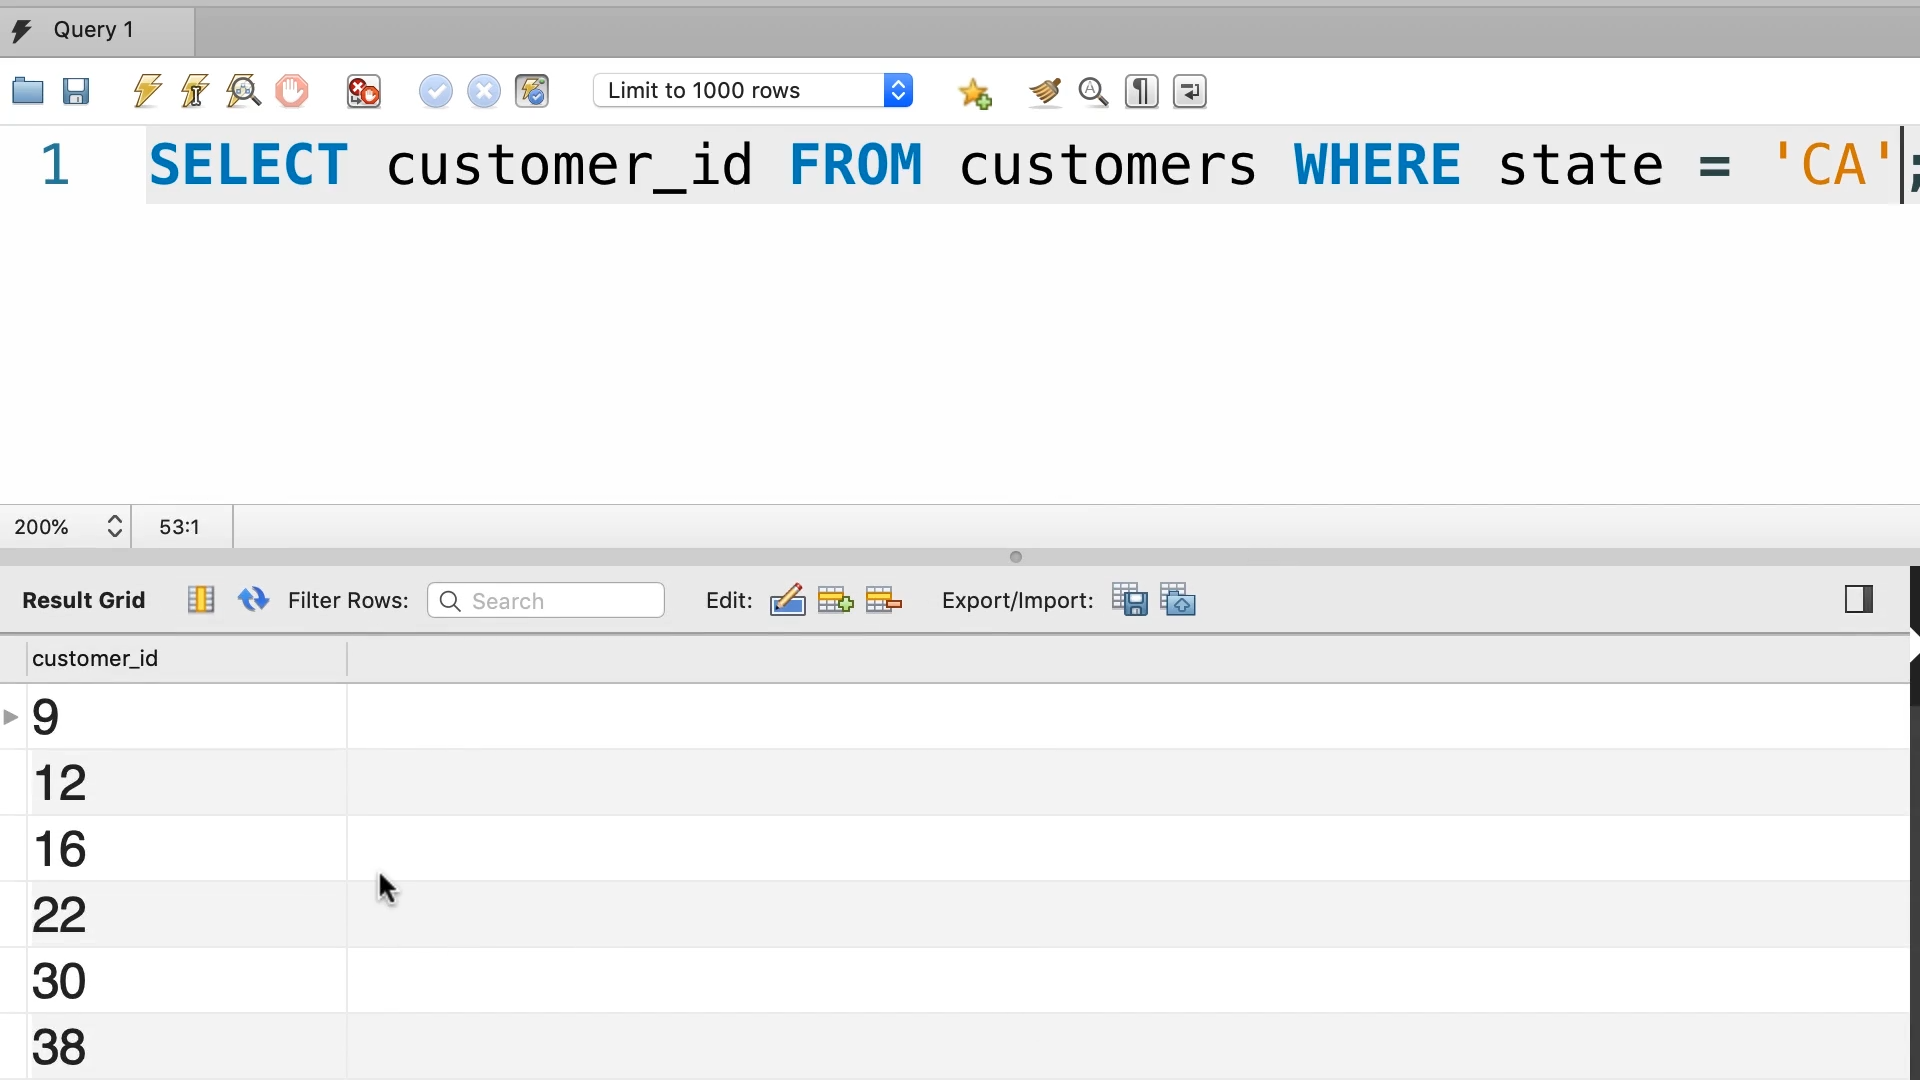 Query 1
Limit to 1000 rows
1 SELECT customer_id FROM customers WHERE state = 'CA';
200% 53:1
Result Grid Filter Rows: Search Edit: Export/Import:
customer_id
9
12
16
22
30
38